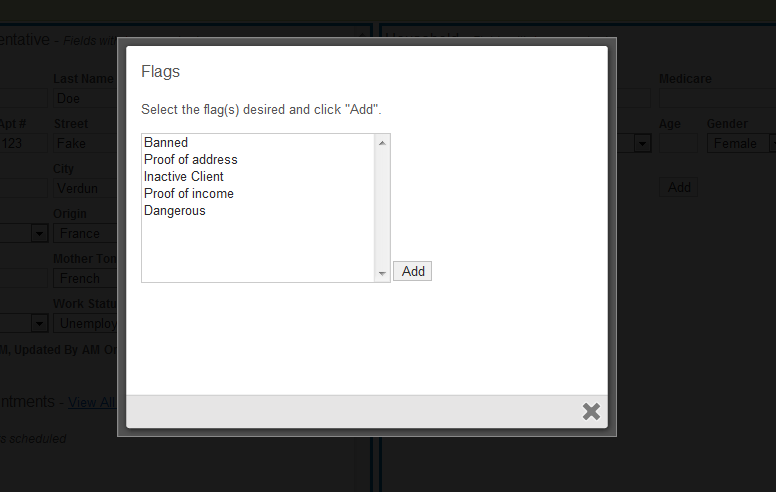 entative - Fields wit
Household
Last Name
Medicare
Doe
Apt #
Street
Age
Gender
123
Fake
Female
City
Verdun
Add
Origin
France
Mother Ton
French
Work Statu
Unemploy
M, Updated By AM On
ntments - View All
s scheduled
Flags
Select the flag(s) desired and click "Add".
Banned
Proof of address
Inactive Client
Proof of income
Dangerous
Add